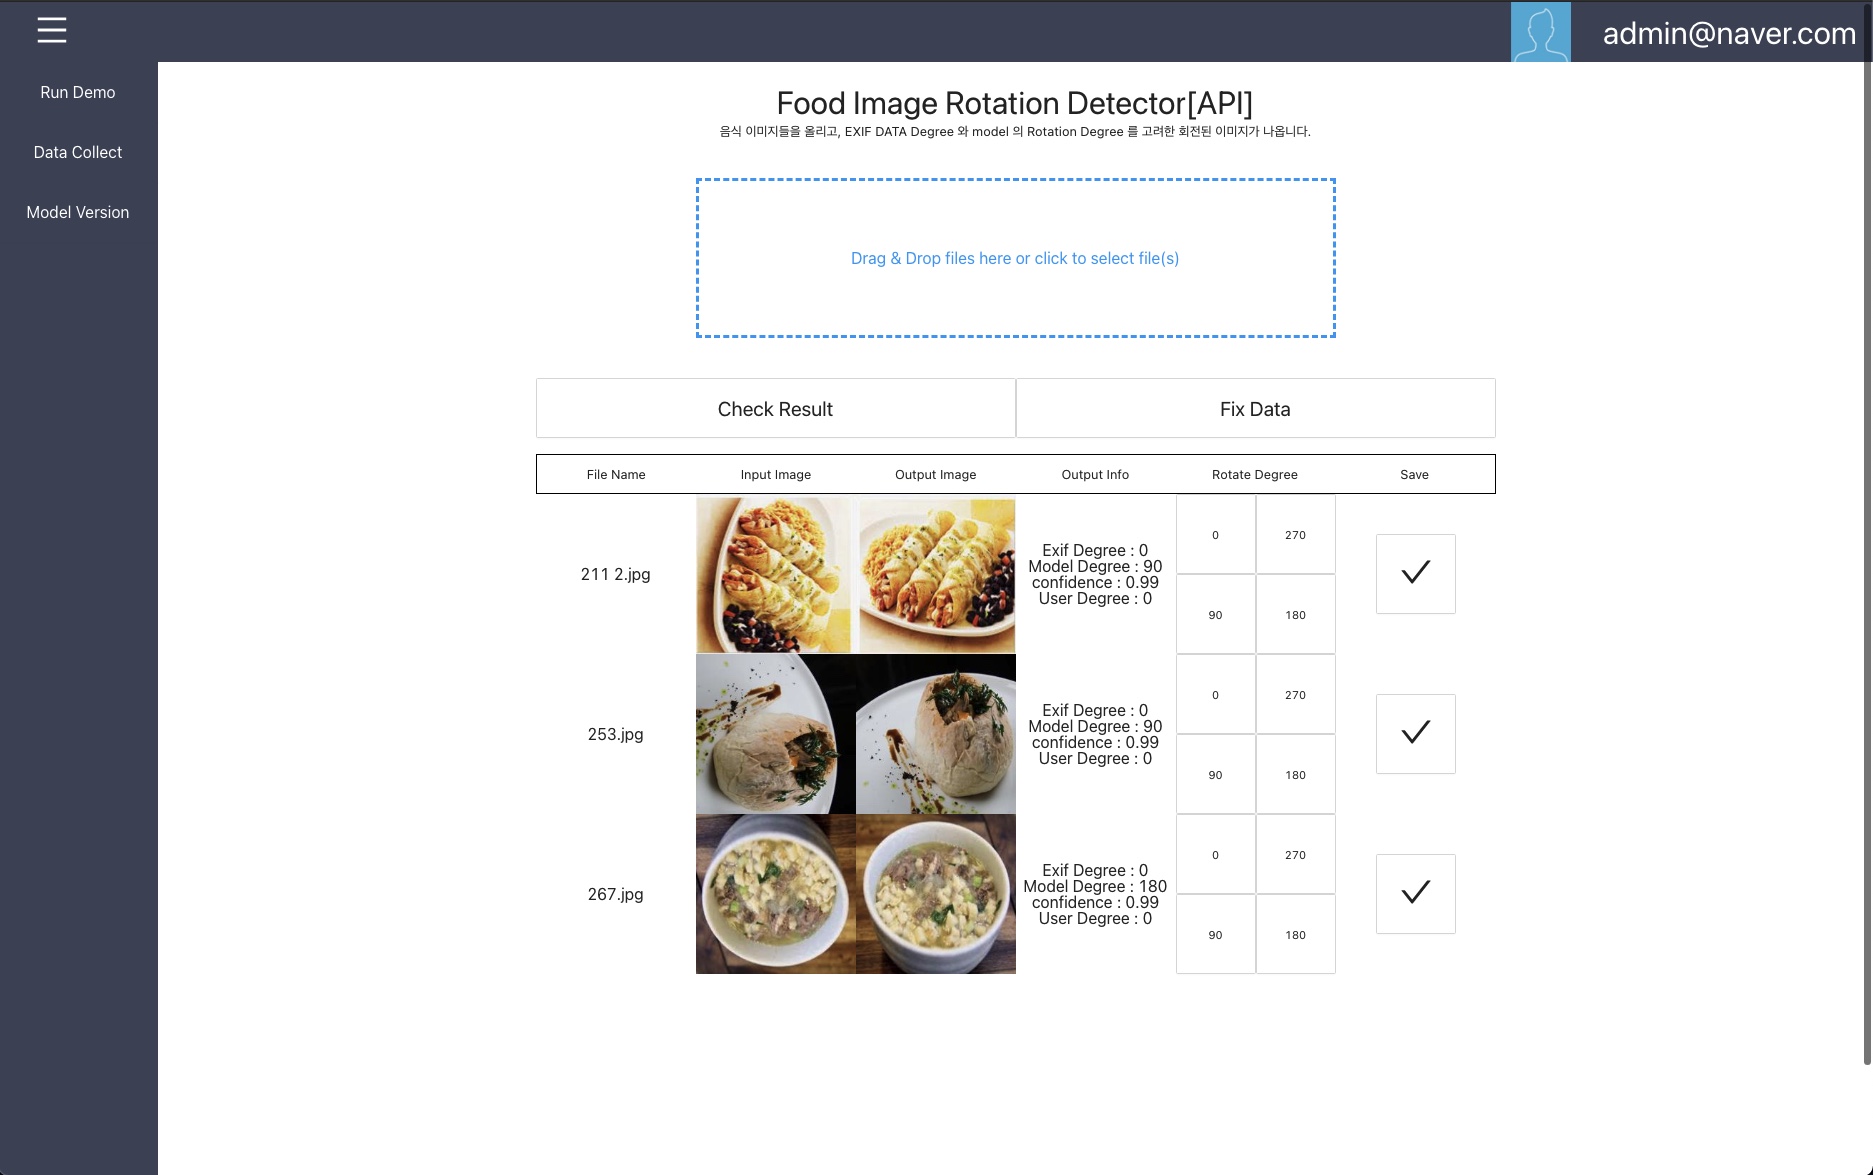 admin@naver.com
Run Demo
Data Collect
Model Version
Food Image Rotation Detector[API]
음식 이미지들을 올리고, EXIF DATA Degree 와 model 의 Rotation Degree 를 고려한 회전된 이미지가 나옵니다.
Drag & Drop files here or click to select file(s)
Check Result
Fix Data
File Name
Input Image
Output Image
Output Info
Rotate Degree
Save
211 2.jpg
Exif Degree : 0
Model Degree : 90
confidence : 0.99
User Degree : 0
0
270
90
180
253.jpg
Exif Degree : 0
Model Degree : 90
confidence : 0.99
User Degree : 0
0
270
90
180
267.jpg
Exif Degree : 0
Model Degree : 180
confidence : 0.99
User Degree : 0
0
270
90
180